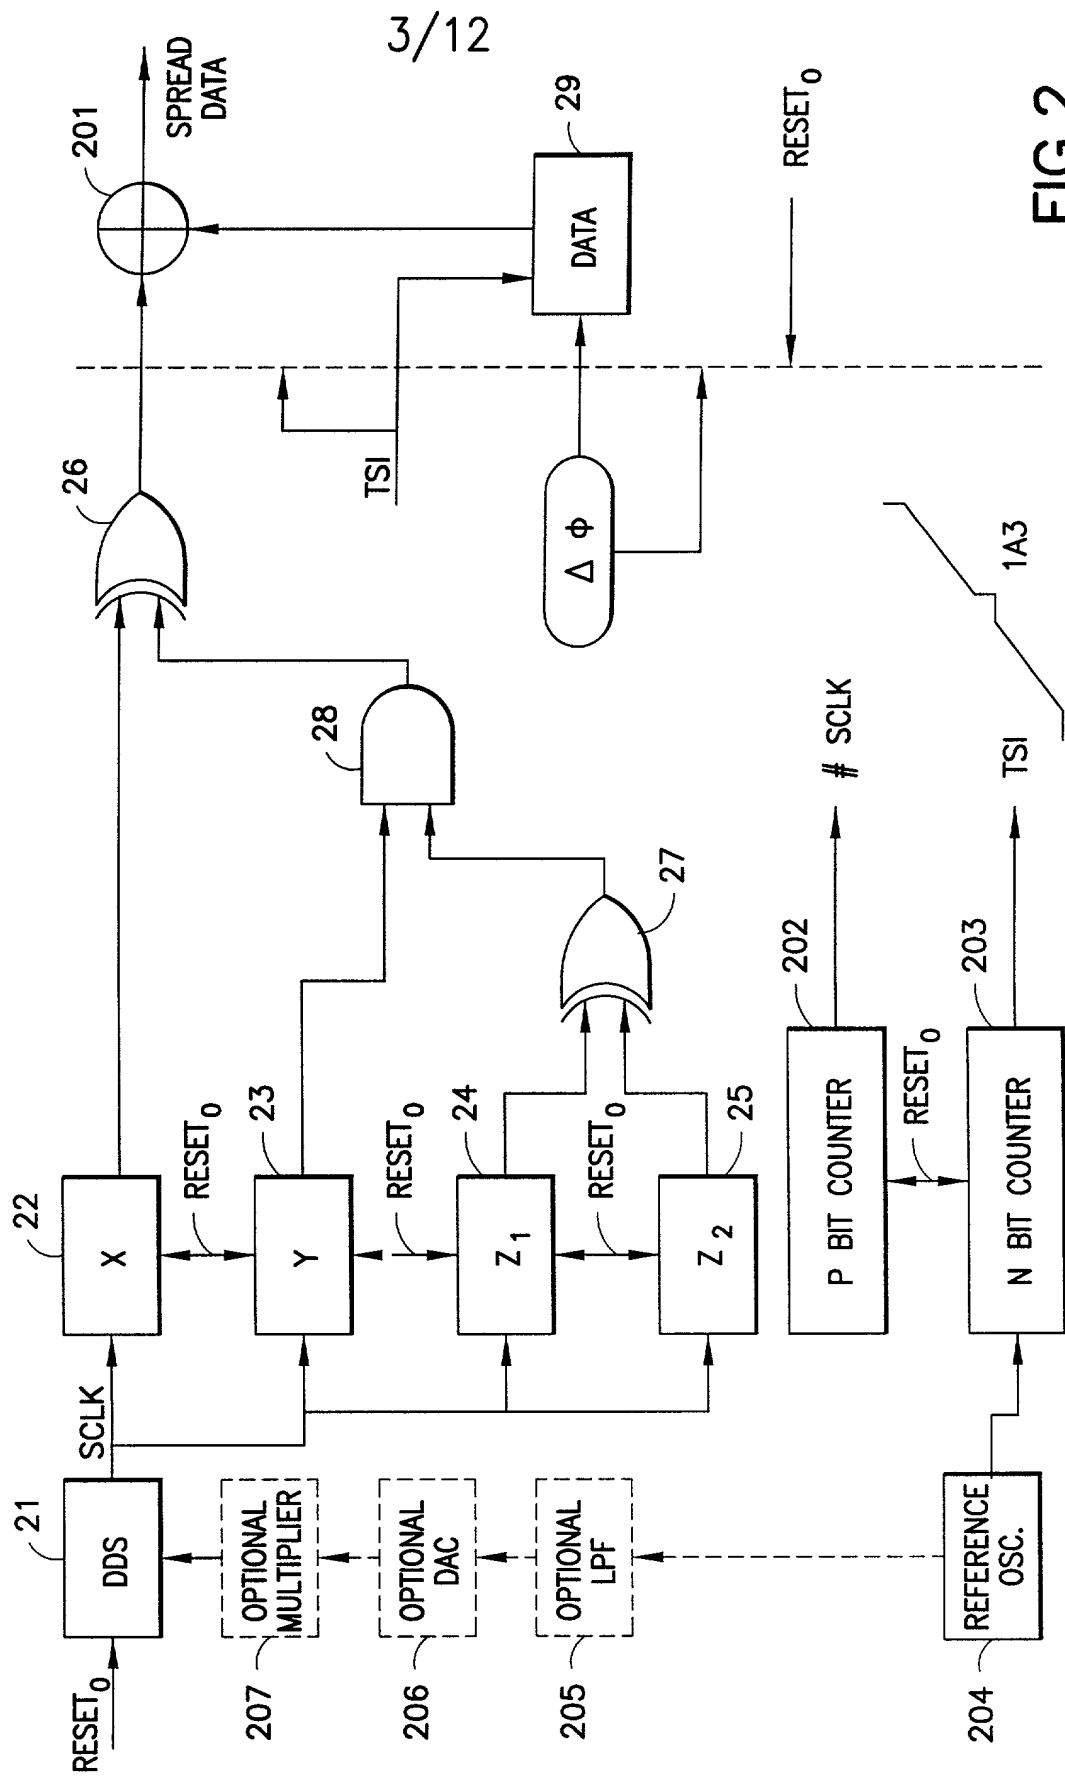 3/12
RESET0
21
DDS
SCLK
22
X
RESET0
23
Y
RESET0
24
Z1
RESET0
25
Z2
26
27
28
201
SPREAD
DATA
TSI
Δ Φ
29
DATA
RESET0
207
OPTIONAL
MULTIPLIER
206
OPTIONAL
DAC
205
OPTIONAL
LPF
204
REFERENCE
OSC.
202
P BIT COUNTER
# SCLK
RESET0
203
N BIT COUNTER
TSI
1A3
FIG.2